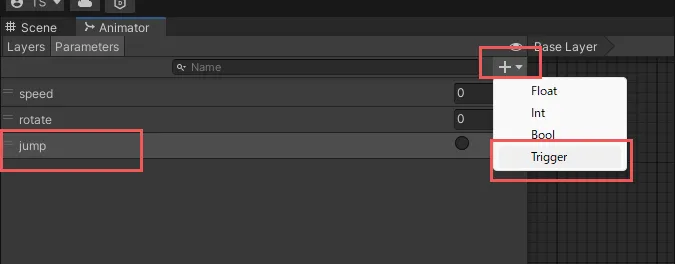 TS
Scene Animator
Layers Parameters Base Layer
Name
speed 0
Float
Int
rotate 0
Bool
jump
Trigger